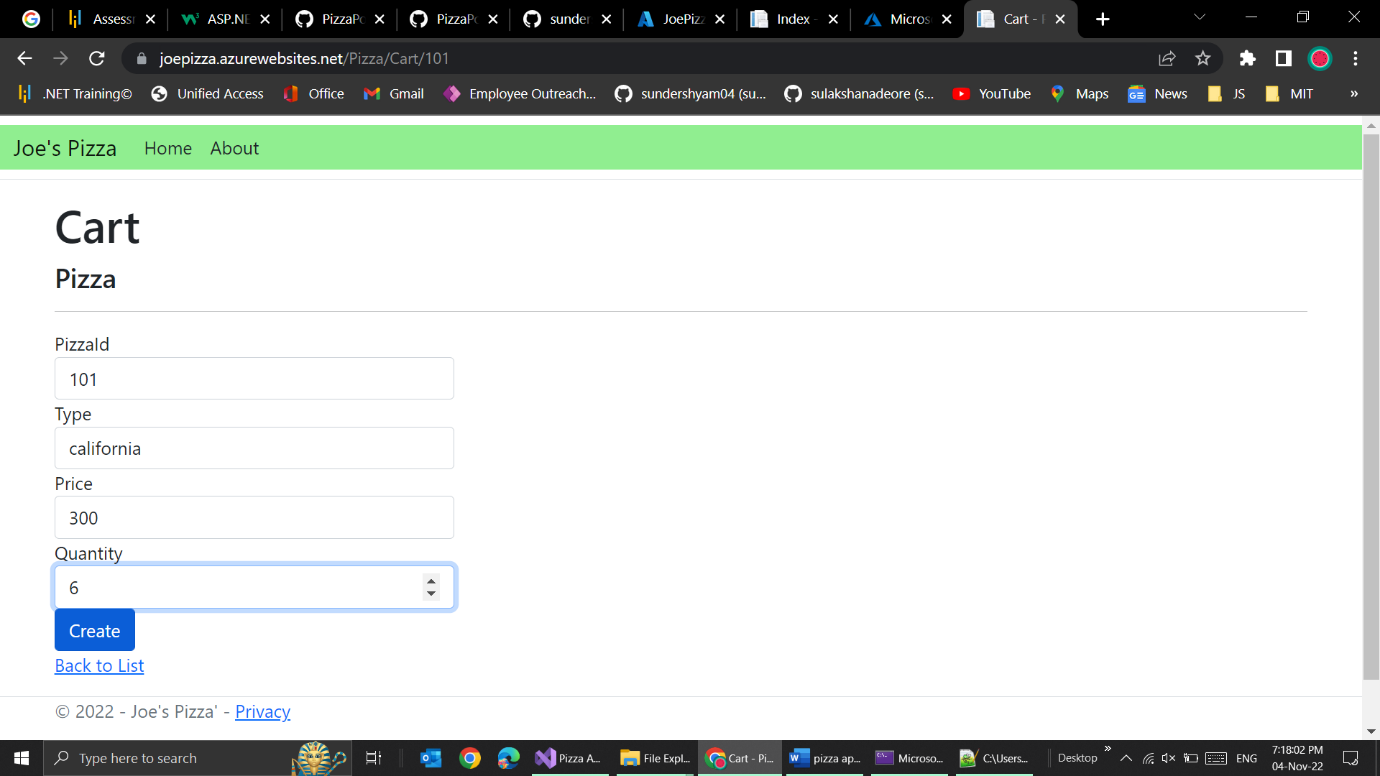 Assessr
ASP.NE
PizzaPo
PizzaPo
sunder
JoePizz
Index -
Micros
Cart -
joepizza.azurewebsites.net/Pizza/Cart/101
.NET Training©
Unified Access
Office
Gmail
Employee Outreach...
sundershyam04 (su...
sulakshanadeore (s...
YouTube
Maps
News
JS
MIT
»
Joe's Pizza
Home
About
Cart
Pizza
PizzaId
101
Type
california
Price
300
Quantity
6
Create
Back to List
© 2022 - Joe's Pizza' - Privacy
Type here to search
Pizza A...
File Expl...
Cart - Pi...
pizza ap...
Microso...
C:\Users...
Desktop
»
ENG
7:18:02 PM
04-Nov-22